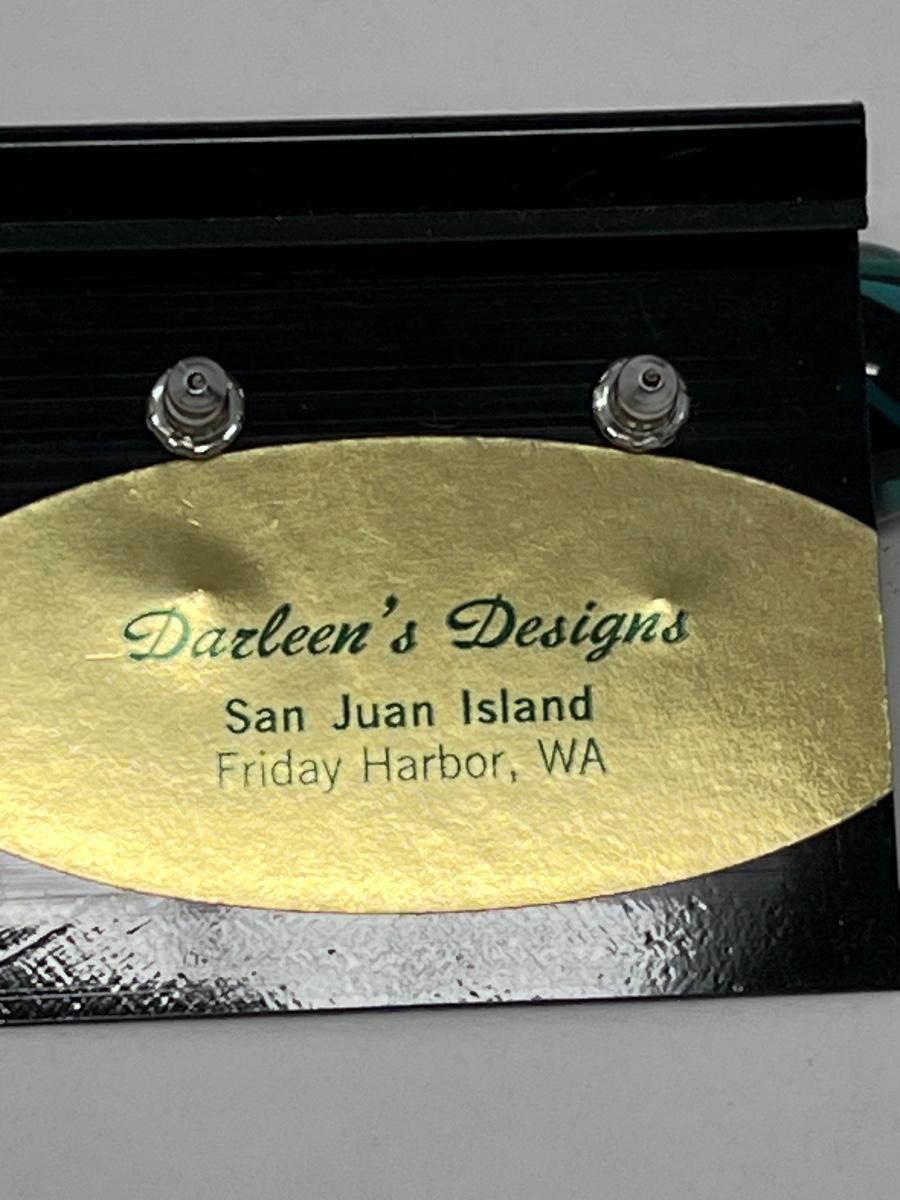 Darleen's Designs
San Juan Island
Friday Harbor, WA